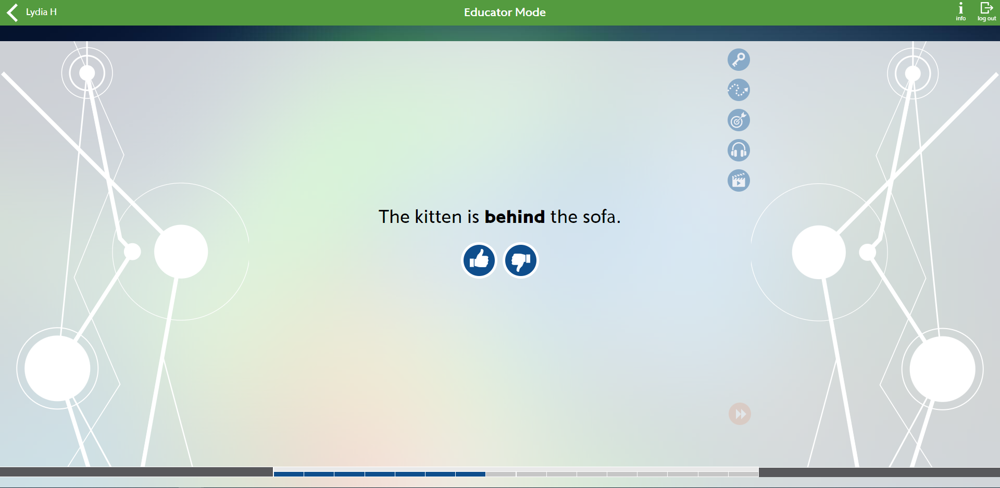 Lydia H
Educator Mode
info
log out
The kitten is behind the sofa.